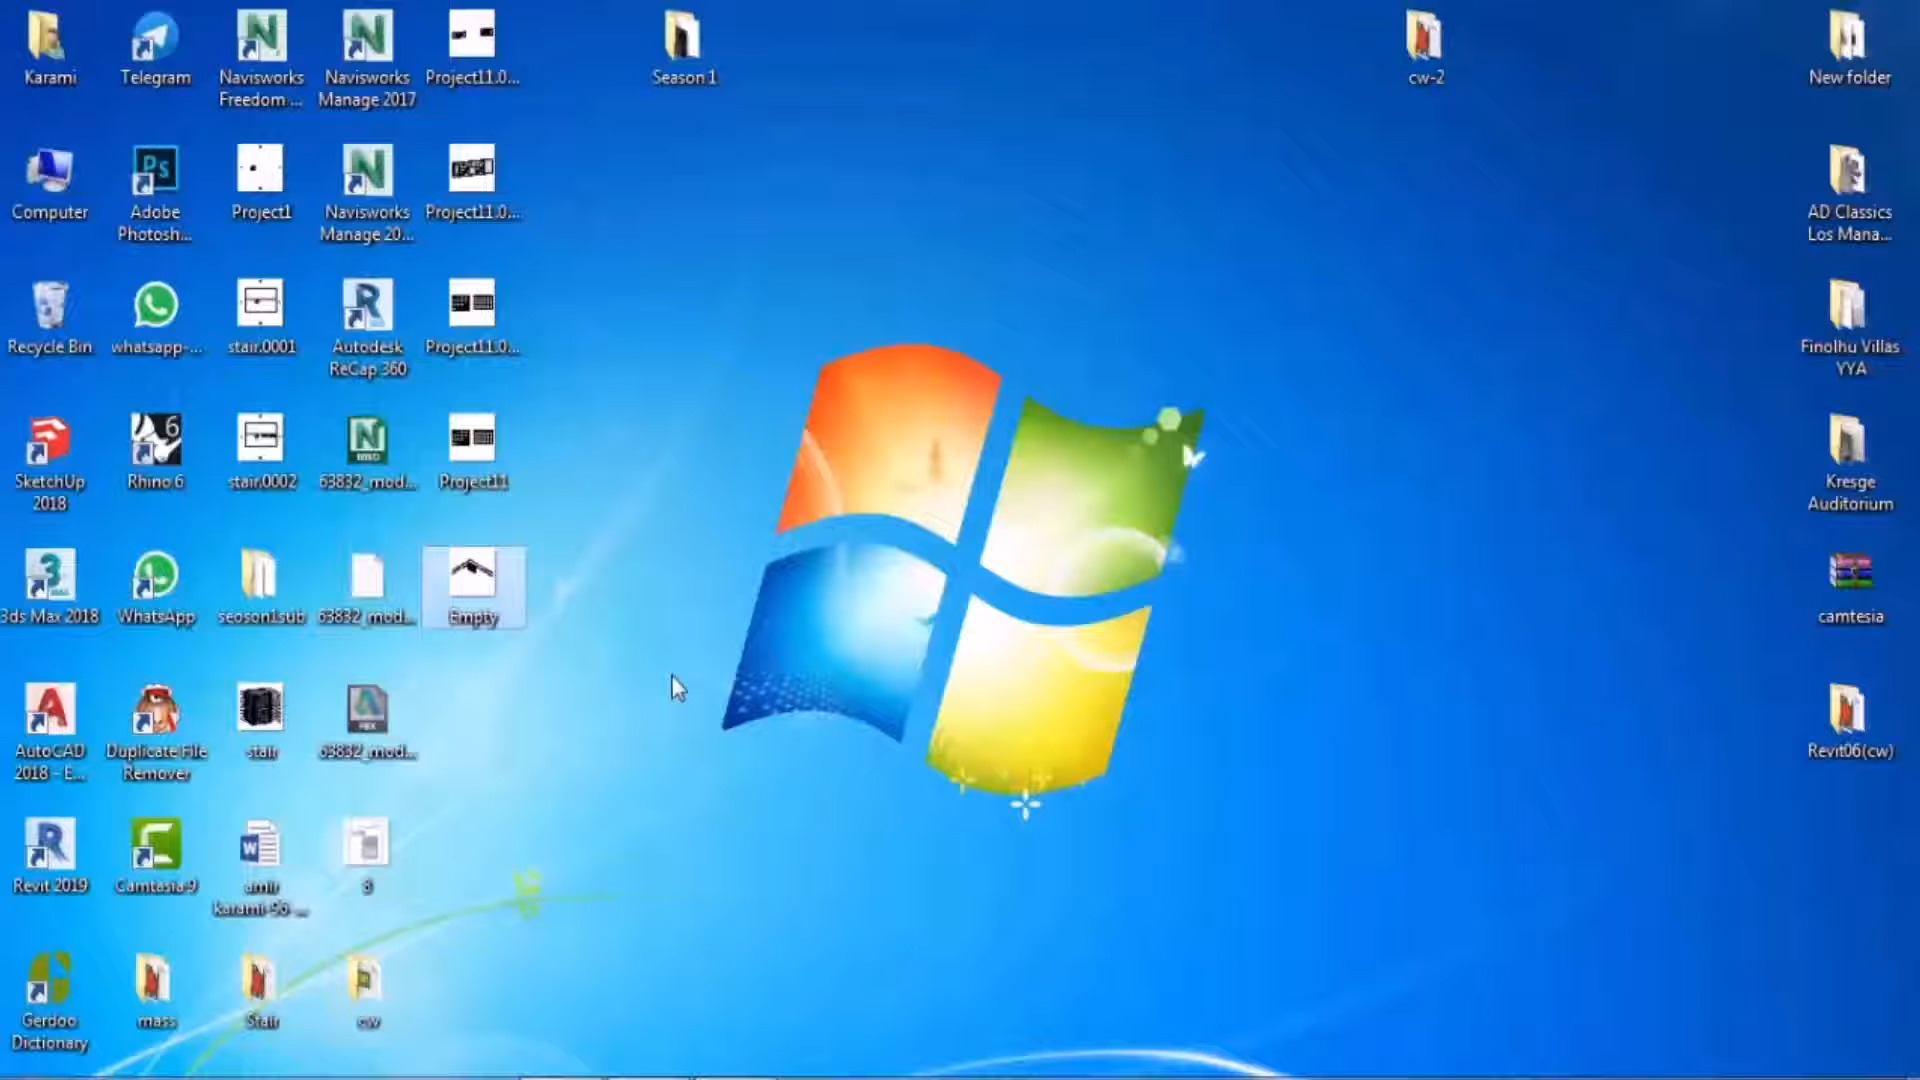 Karami
Telegram
Navisworks
Freedom ...
Navisworks
Manage 2017
Project11.0...
Season 1
cw-2
New folder
Computer
Ps
Adobe
Photosh...
Project1
Navisworks
Manage 20...
Project11.0...
AD Classics
Los Mana...
Recycle Bin
whatsapp-...
stair.0001
Autodesk
ReCap 360
Project11.0...
Finolhu Villas
YYA
SketchUp
2018
6
Rhino 6
stair.0002
63832_mod...
Project11
Kresge
Auditorium
3ds Max 2018
WhatsApp
seoson1sub
63832_mod...
Empty
camtesia
AutoCAD
2018 - E...
Duplicate File
Remover
stair
63832_mod...
Revit06(cw)
Revit 2019
Camtasia 9
amir
karami-96-...
8
Gerdoo
Dictionary
mass
Stair
cw